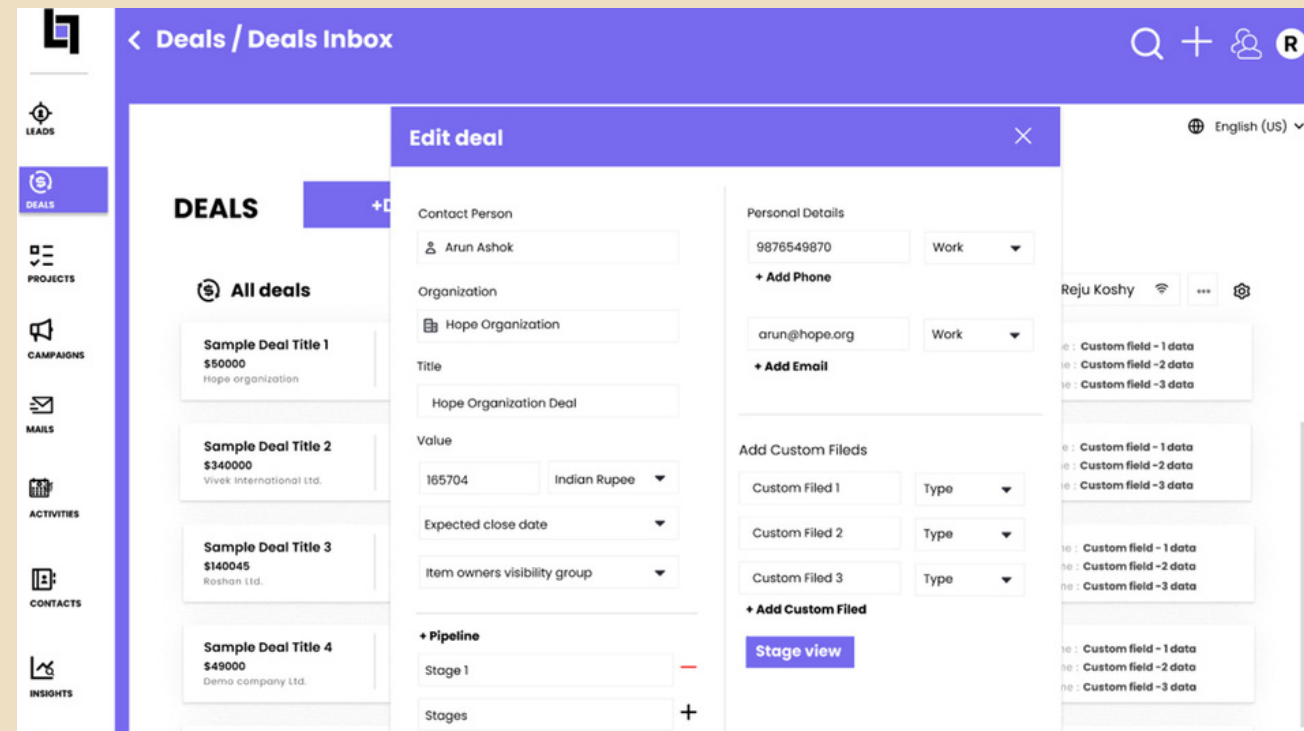 Deals / Deals Inbox
R
LEADS
DEALS
PROJECTS
CAMPAIGNS
MAILS
ACTIVITIES
CONTACTS
INSIGHTS
English (US)
DEALS
+D
All deals
Reju Koshy
Sample Deal Title 1
$50000
Hope organization
Sample Deal Title 2
$340000
Vivek International Ltd.
Sample Deal Title 3
$140045
Roshan Ltd.
Sample Deal Title 4
$49000
Demo company Ltd.
Edit deal
Contact Person
Arun Ashok
Organization
Hope Organization
Title
Hope Organization Deal
Value
165704 Indian Rupee
Expected close date
Item owners visibility group
+ Pipeline
Stage 1
Stages
Personal Details
9876549870 Work
+ Add Phone
arun@hope.org Work
+ Add Email
Add Custom Fileds
Custom Filed 1 Type
Custom Filed 2 Type
Custom Filed 3 Type
+ Add Custom Filed
Stage view
e : Custom field - 1 data
e : Custom field -2 data
e : Custom field -3 data
e : Custom field - 1 data
e : Custom field -2 data
e : Custom field -3 data
ne : Custom field - 1 data
ne : Custom field -2 data
ne : Custom field -3 data
ne : Custom field - 1 data
ne : Custom field -2 data
ne : Custom field -3 data